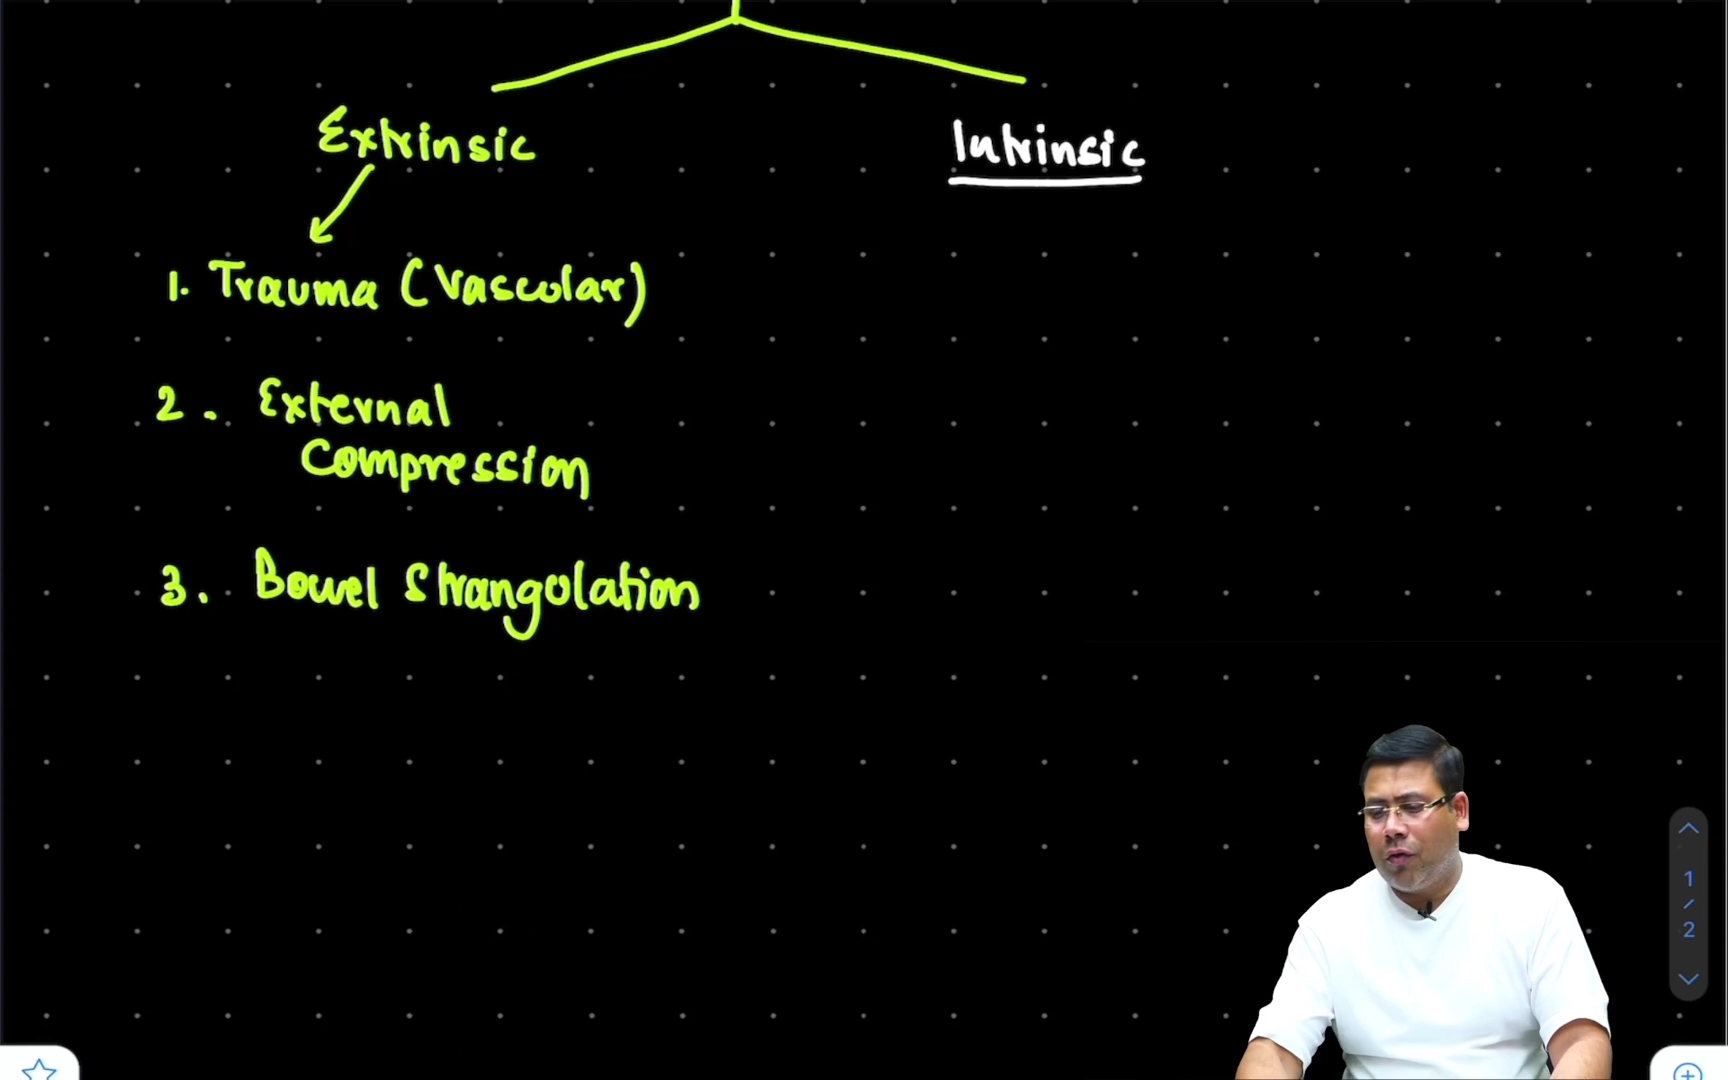 Extrinsic
Intrinsic
1. Trauma (Vascular)
2. External
Compression
3. Bowel Strangulation
1
/
2